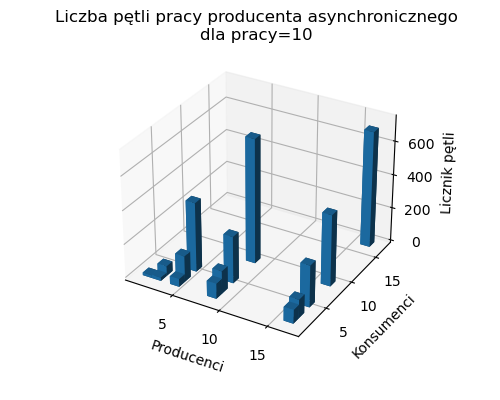 Liczba pętli pracy producenta asynchronicznego
dla pracy=10
600
400
200
0
Licznik pętli
5
10
15
Producenci
5
10
15
Konsumenci